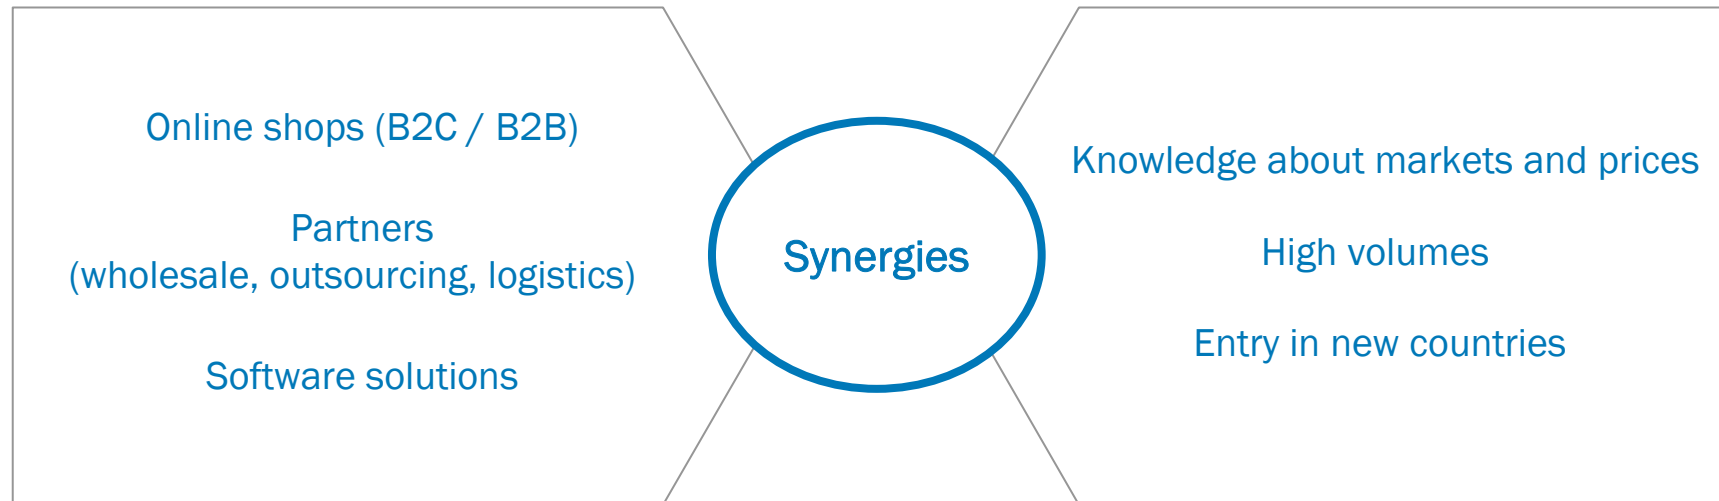 Online shops (B2C / B2B)
Partners
(wholesale, outsourcing, logistics)
Software solutions
Synergies
Knowledge about markets and prices
High volumes
Entry in new countries